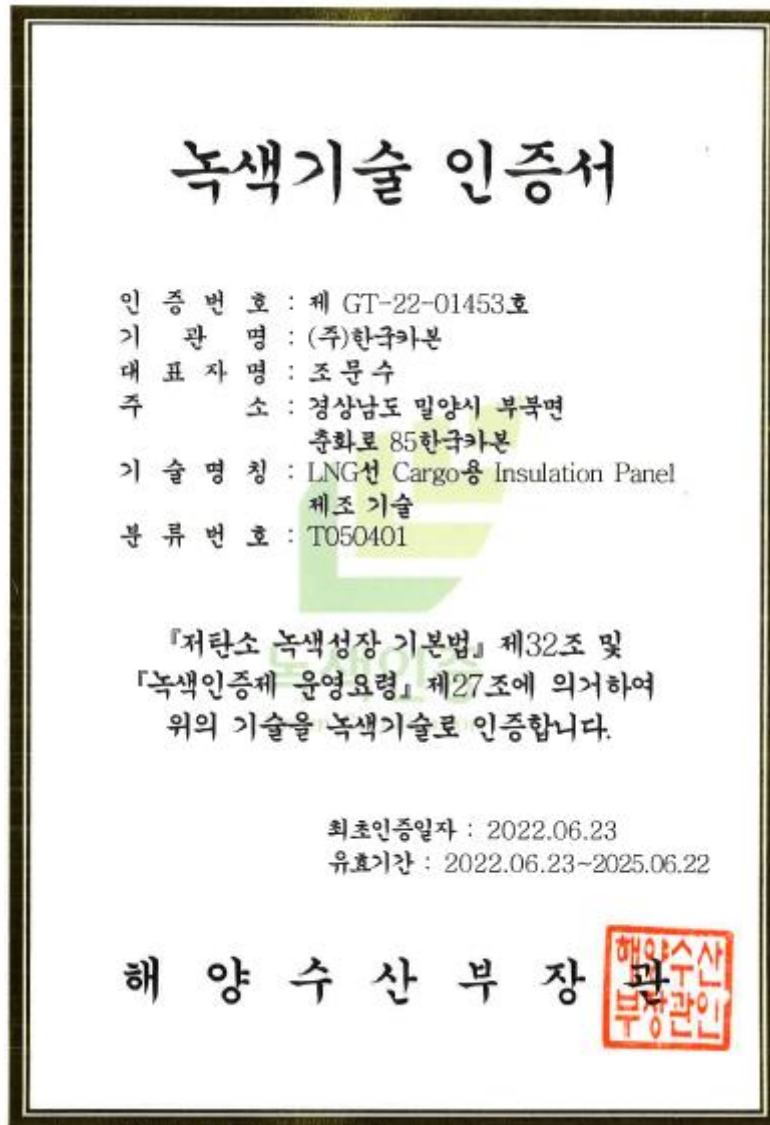 녹색기술 인증서
인 증 번 호 : 제 GT-22-01453호
기 관 명 : (주)한국카본
대 표 자 명 : 조문수
주 소 : 경상남도 밀양시 부북면
춘화로 85한국카본
기 술 명 칭 : LNG선 Cargo용 Insulation Panel
제조 기술
분 류 번 호 : T050401
녹색인증
『저탄소 녹색성장 기본법』 제32조 및
『녹색인증제 운영요령』 제27조에 의거하여
위의 기술을 녹색기술로 인증합니다.
최초인증일자 : 2022.06.23
유효기간 : 2022.06.23~2025.06.22
해 양 수 산 부 장 관
해양수산
부장관인